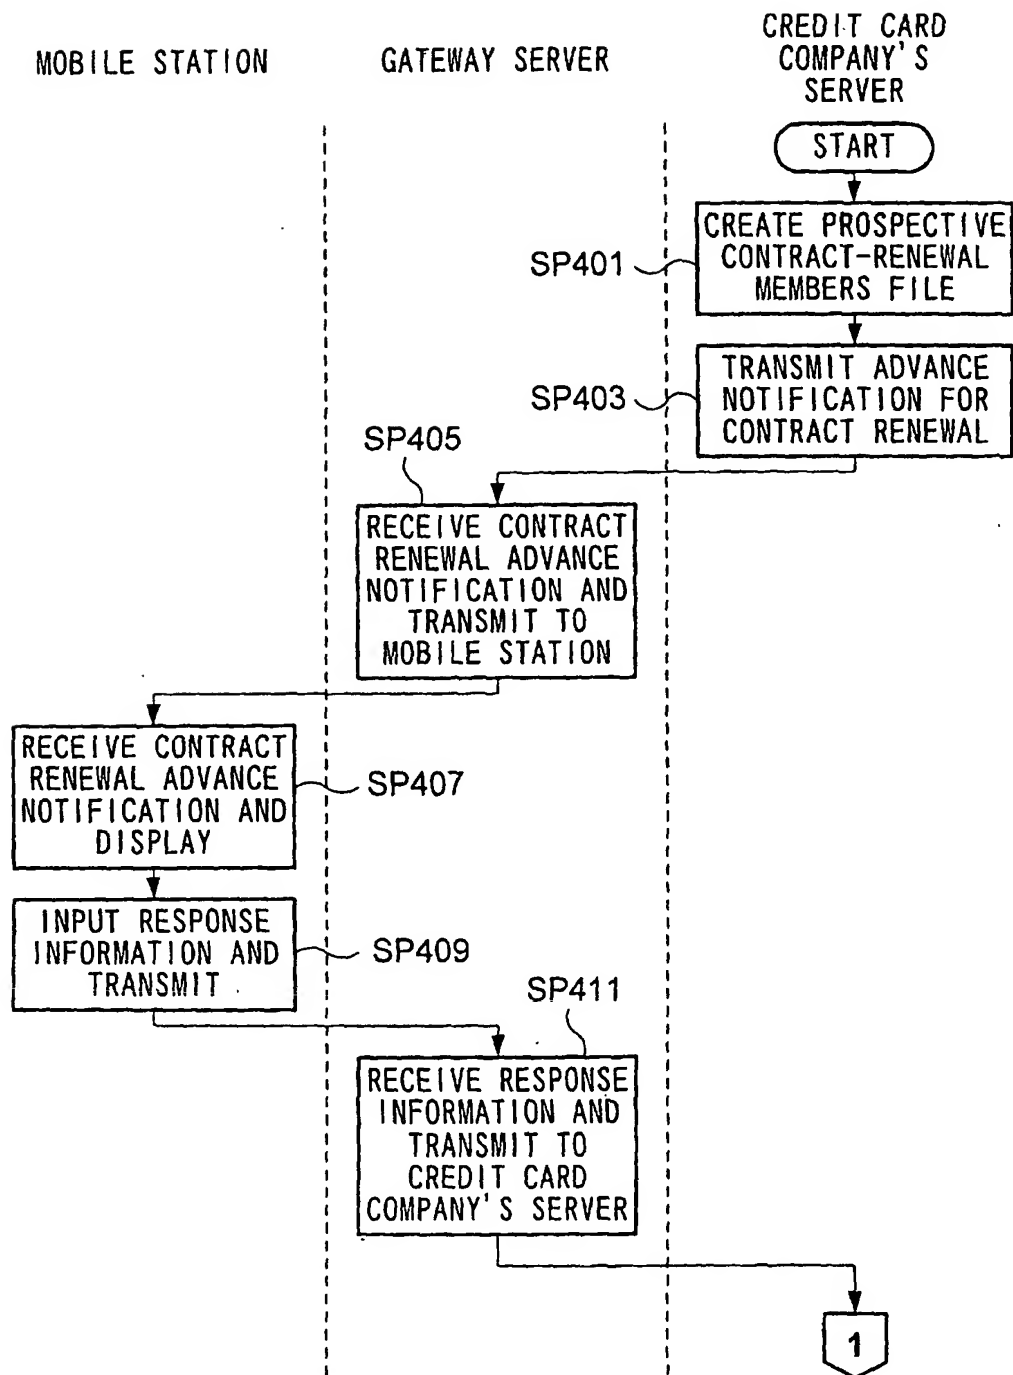 MOBILE STATION
GATEWAY SERVER
CREDIT CARD
COMPANY'S
SERVER
START
CREATE PROSPECTIVE
CONTRACT-RENEWAL
MEMBERS FILE
SP401
TRANSMIT ADVANCE
NOTIFICATION FOR
CONTRACT RENEWAL
SP403
SP405
RECEIVE CONTRACT
RENEWAL ADVANCE
NOTIFICATION AND
TRANSMIT TO
MOBILE STATION
RECEIVE CONTRACT
RENEWAL ADVANCE
NOTIFICATION AND
DISPLAY
SP407
INPUT RESPONSE
INFORMATION AND
TRANSMIT
SP409
SP411
RECEIVE RESPONSE
INFORMATION AND
TRANSMIT TO
CREDIT CARD
COMPANY'S SERVER
1